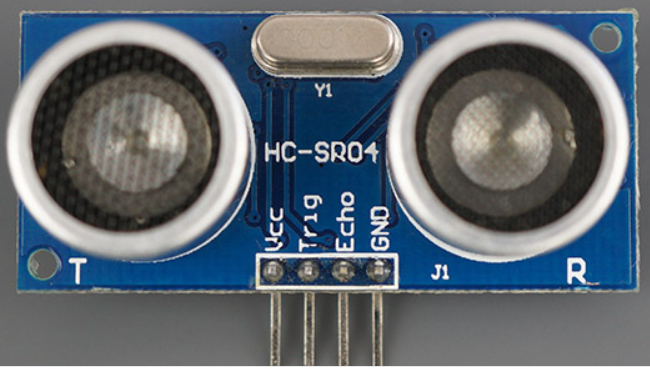 Y1
HC-SR04
Vcc
Trig
Echo
GND
T
J1
R